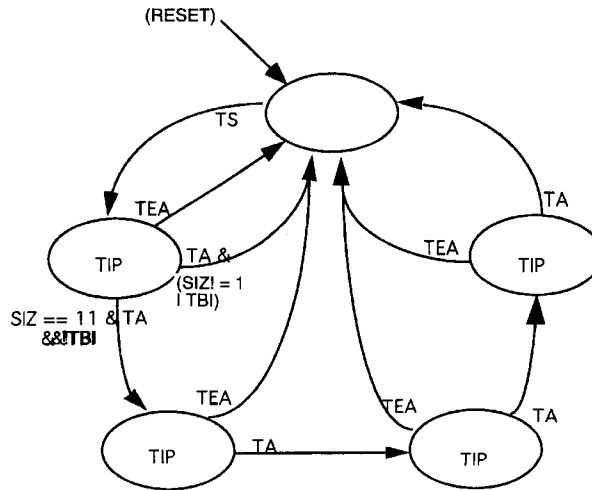 (RESET)
TS
TEA
TA
TIP
TA &
(SIZ! = 1
| TBI)
TEA
TIP
SIZ == 11 & TA
&&!TBI
TEA
TEA
TA
TIP
TA
TIP